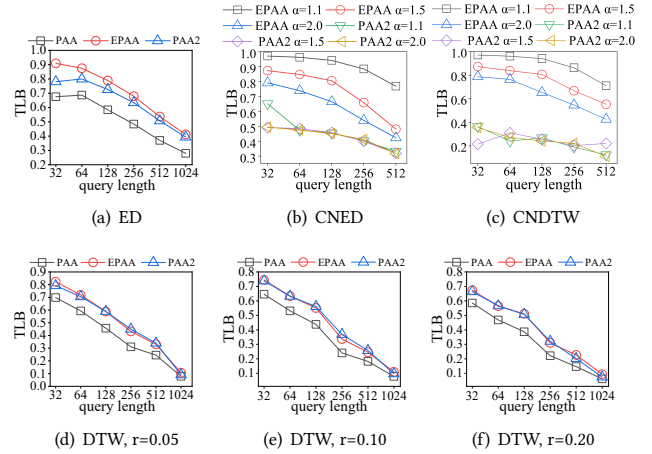 PAA EPAA PAA2
1.0
0.9
0.8
0.7
0.6
0.5
0.4
0.3
0.2
TLB
32 64 128 256 512 1024
query length
(a) ED
EPAA α=1.1 EPAA α=1.5
EPAA α=2.0 PAA2 α=1.1
PAA2 α=1.5 PAA2 α=2.0
1.0
0.9
0.8
0.7
0.6
0.5
0.4
0.3
TLB
32 64 128 256 512
query length
(b) CNED
EPAA α=1.1 EPAA α=1.5
EPAA α=2.0 PAA2 α=1.1
PAA2 α=1.5 PAA2 α=2.0
1.0
0.8
0.6
0.4
0.2
TLB
32 64 128 256 512
query length
(c) CNDTW
PAA EPAA PAA2
0.9
0.8
0.7
0.6
0.5
0.4
0.3
0.2
0.1
0.0
TLB
32 64 128 256 512 1024
query length
(d) DTW, r=0.05
PAA EPAA PAA2
0.8
0.7
0.6
0.5
0.4
0.3
0.2
0.1
TLB
32 64 128 256 512 1024
query length
(e) DTW, r=0.10
PAA EPAA PAA2
0.8
0.7
0.6
0.5
0.4
0.3
0.2
0.1
TLB
32 64 128 256 512 1024
query length
(f) DTW, r=0.20